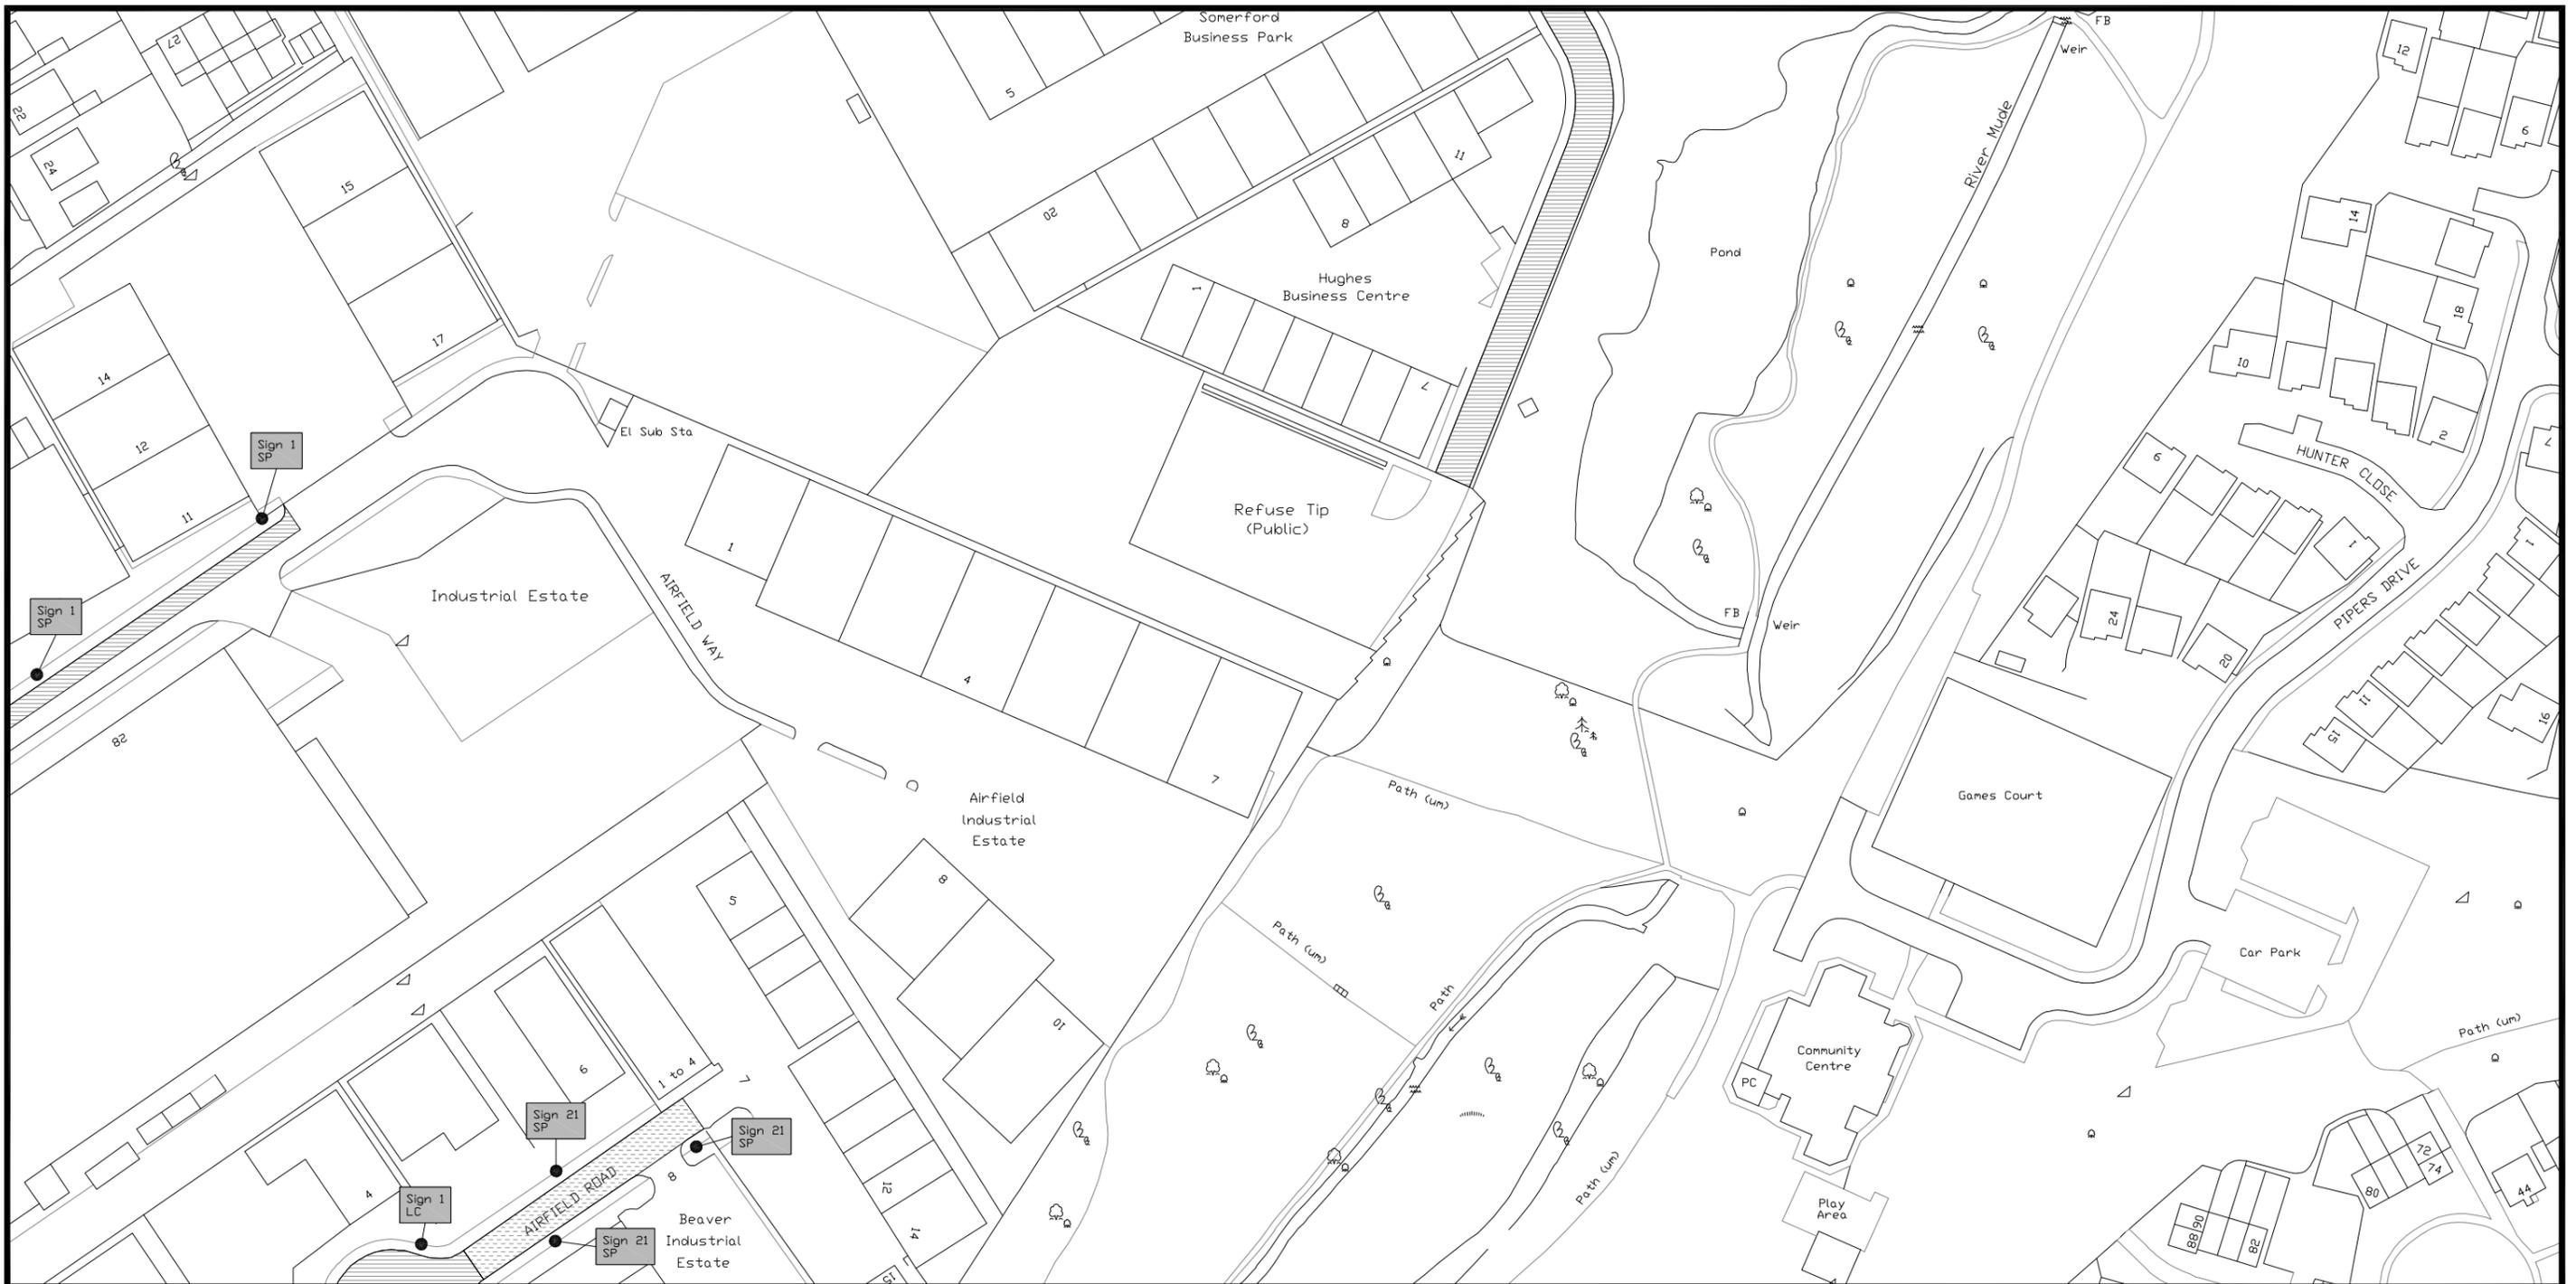 Somerford
Business Park
FB
Weir
12
6
27
22
24
5
15
20
11
8
River Mude
14
Pond
18
Hughes
Business Centre
1
7
17
14
12
11
10
2
7
El Sub Sta
Sign 1
SP
HUNTER CLOSE
6
1
1
Refuse Tip
(Public)
1
Industrial Estate
AIRFIELD WAY
Sign 1
SP
FB
Weir
PIPERS DRIVE
24
20
11
15
16
4
7
28
Path (um)
Games Court
Airfield
Industrial
Estate
8
5
10
Path (um)
Path
Car Park
Path (um)
Community
Centre
PC
6
1 to 4
7
Sign 21
SP
Sign 21
SP
8
4
Sign 1
LC
AIRFIELD ROAD
Sign 21
SP
Beaver
Industrial
Estate
12
14
15
Path (um)
Play
Area
72
74
80
44
88
90
82